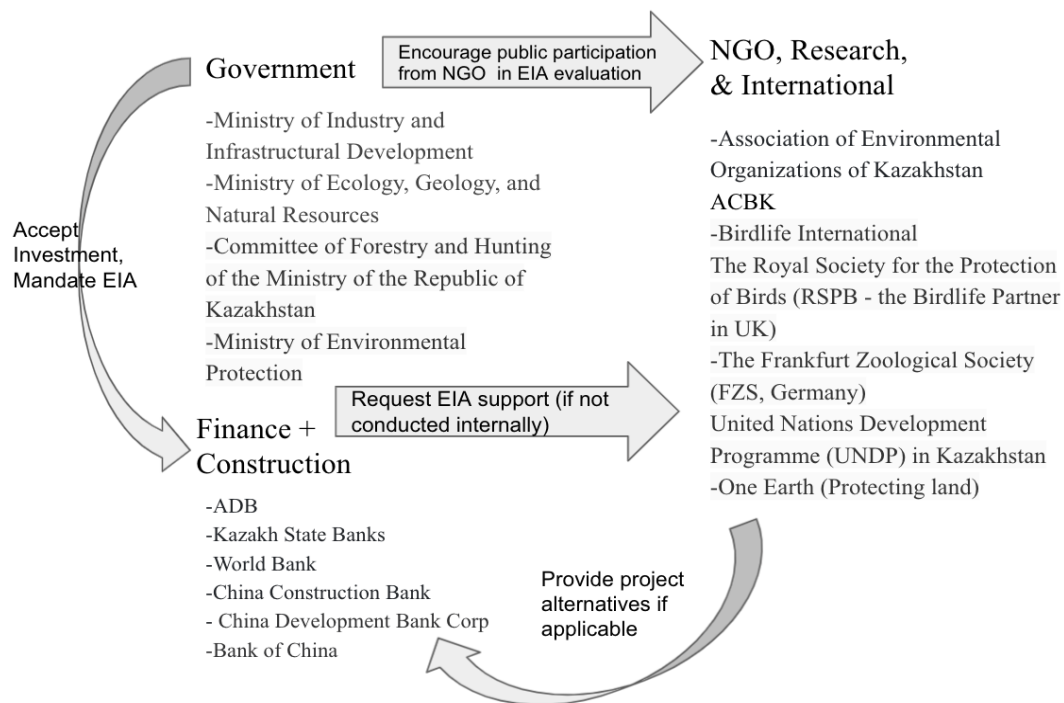 Government
-Ministry of Industry and
Infrastructural Development
-Ministry of Ecology, Geology, and
Natural Resources
-Committee of Forestry and Hunting
of the Ministry of the Republic of
Kazakhstan
-Ministry of Environmental
Protection
Encourage public participation
from NGO in EIA evaluation
NGO, Research,
& International
-Association of Environmental
Organizations of Kazakhstan
ACBK
-Birdlife International
The Royal Society for the Protection
of Birds (RSPB - the Birdlife Partner
in UK)
-The Frankfurt Zoological Society
(FZS, Germany)
United Nations Development
Programme (UNDP) in Kazakhstan
-One Earth (Protecting land)
Accept
Investment,
Mandate EIA
Request EIA support (if not
conducted internally)
Finance +
Construction
-ADB
-Kazakh State Banks
-World Bank
-China Construction Bank
- China Development Bank Corp
-Bank of China
Provide project
alternatives if
applicable